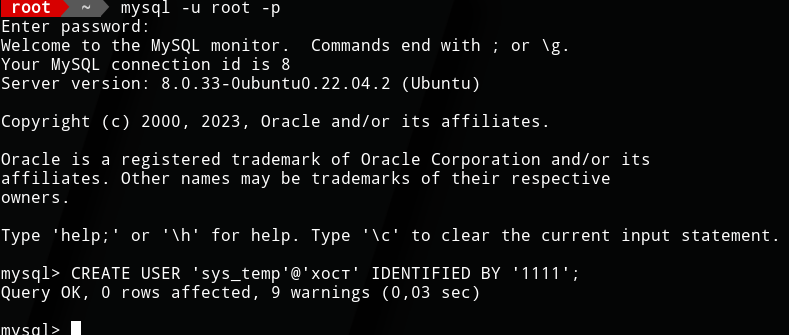 root ~ mysql -u root -p
Enter password:
Welcome to the MySQL monitor.  Commands end with ; or \g.
Your MySQL connection id is 8
Server version: 8.0.33-0ubuntu0.22.04.2 (Ubuntu)
Copyright (c) 2000, 2023, Oracle and/or its affiliates.
Oracle is a registered trademark of Oracle Corporation and/or its
affiliates. Other names may be trademarks of their respective
owners.
Type 'help;' or '\h' for help. Type '\c' to clear the current input statement.
mysql> CREATE USER 'sys_temp'@'хост' IDENTIFIED BY '1111';
Query OK, 0 rows affected, 9 warnings (0,03 sec)
mysql>